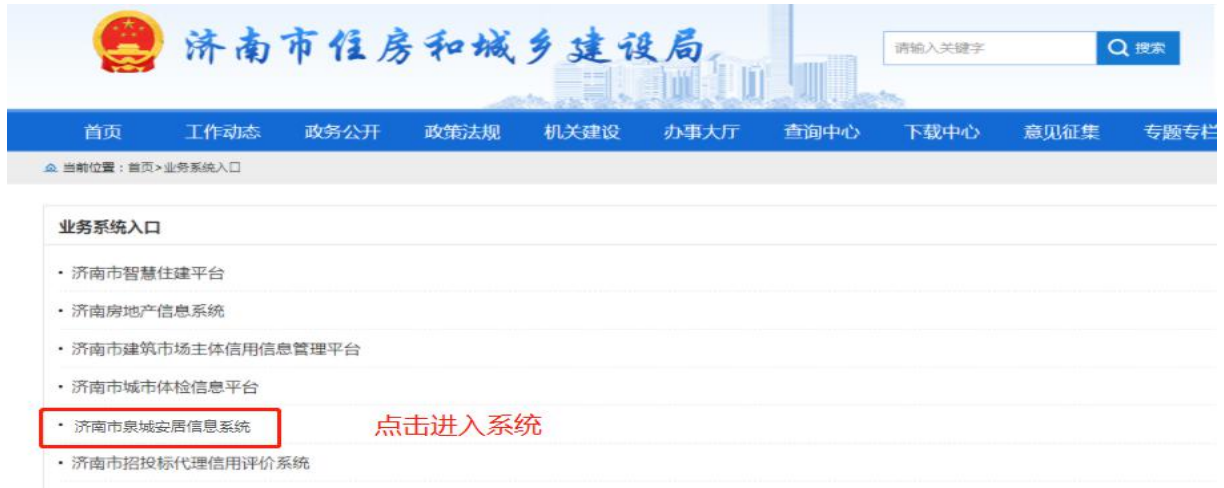 济南市住房和城乡建设局
请输入关键字 搜索
首页 工作动态 政务公开 政策法规 机关建设 办事大厅 查询中心 下载中心 意见征集 专题专栏
当前位置：首页>业务系统入口
业务系统入口
· 济南市智慧住建平台
· 济南房地产信息系统
· 济南市建筑市场主体信用信息管理平台
· 济南市城市体检信息平台
· 济南市泉城安居信息系统 点击进入系统
· 济南市招投标代理信用评价系统